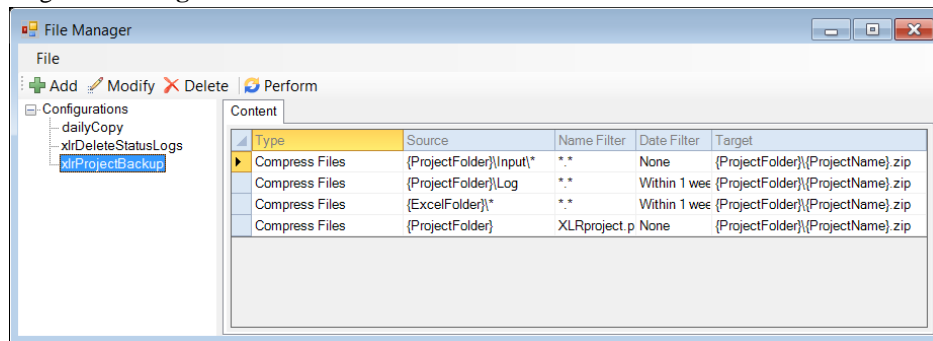 File Manager
File
Add Modify Delete Perform
Configurations
dailyCopy
xlrDeleteStatusLogs
xlrProjectBackup
Content
Type Source Name Filter Date Filter Target
Compress Files {ProjectFolder}\Input\* *.* None {ProjectFolder}\{ProjectName}.zip
Compress Files {ProjectFolder}\Log *.* Within 1 wee {ProjectFolder}\{ProjectName}.zip
Compress Files {ExcelFolder}\* *.* Within 1 wee {ProjectFolder}\{ProjectName}.zip
Compress Files {ProjectFolder} XLRproject.p None {ProjectFolder}\{ProjectName}.zip